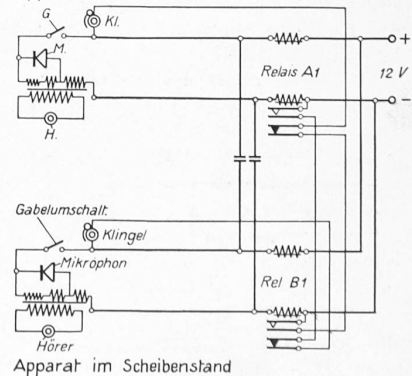 G
Kl.
M.
+
Relais A1
12 V
-
H.
Gabelumschalt.
Klingel
Mikrophon
Rel B1
Hörer
Apparat im Scheibenstand